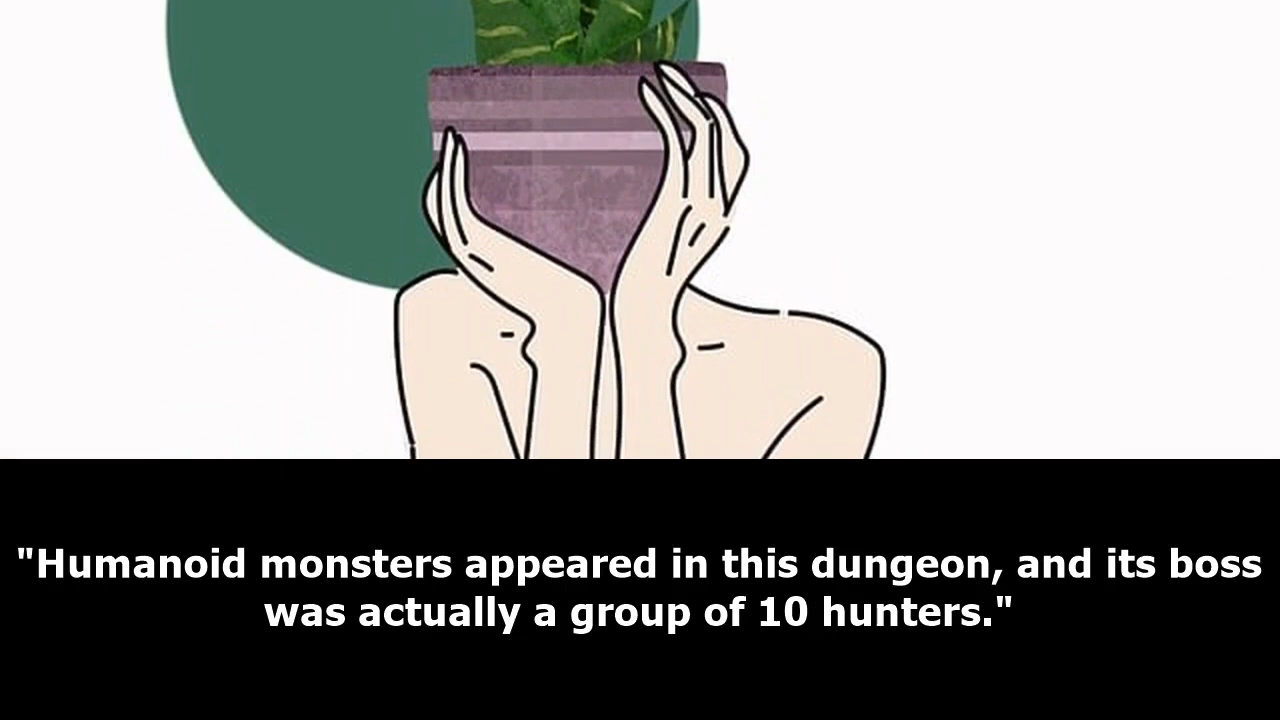 "Humanoid monsters appeared in this dungeon, and its boss
was actually a group of 10 hunters."